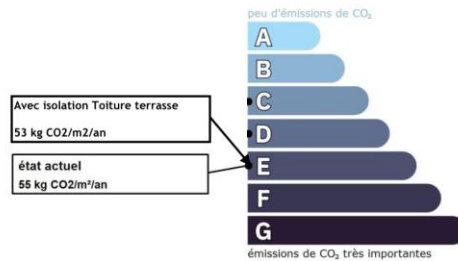 peu d'émissions de CO₂
A
B
C
D
E
F
G
Avec isolation Toiture terrasse
53 kg CO2/m2/an
état actuel
55 kg CO2/m²/an
émissions de CO₂ très importantes